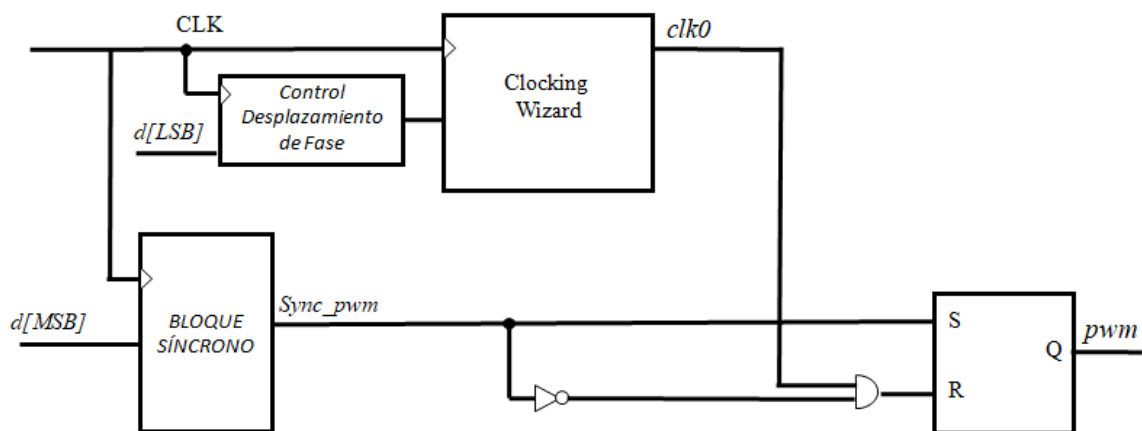 CLK
clk0
Clocking
Wizard
Control
Desplazamiento
de Fase
d[LSB]
d[MSB]
BLOQUE
SÍNCRONO
Sync_pwm
S
R
Q
pwm